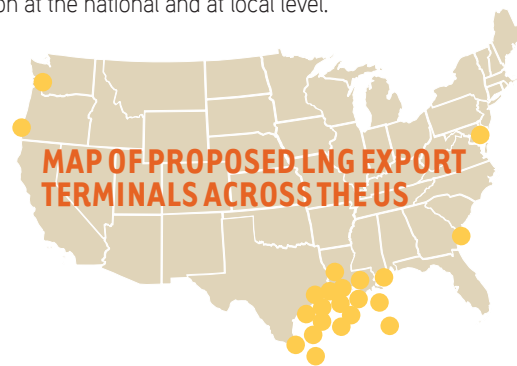 on at the national and at local level.
MAP OF PROPOSED LNG EXPORT
TERMINALS ACROSS THE US